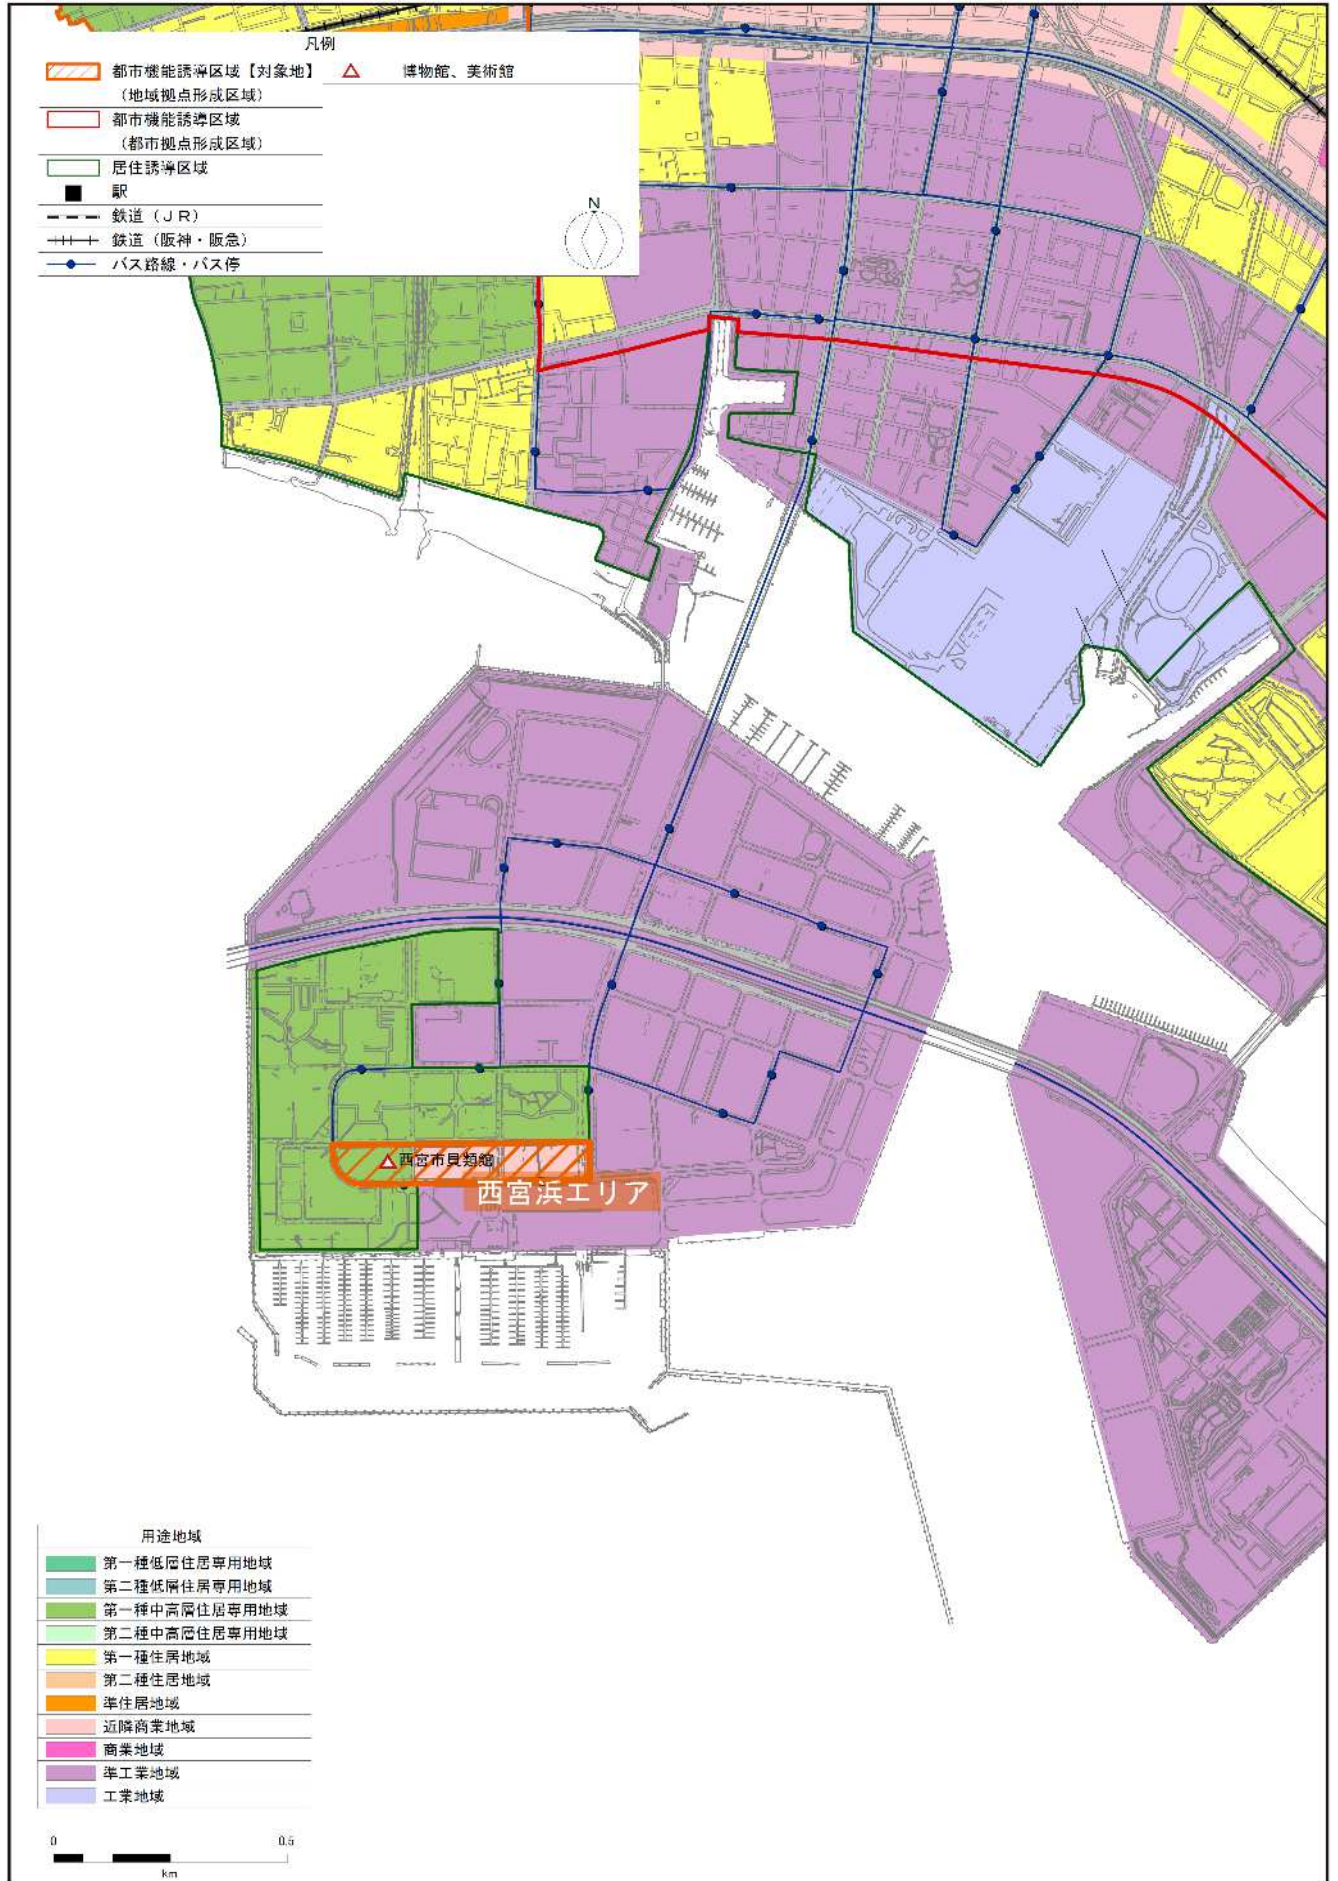 凡例
都市機能誘導区域【対象地】
（地域拠点形成区域）
都市機能誘導区域
（都市拠点形成区域）
居住誘導区域
駅
鉄道（ＪＲ）
鉄道（阪神・阪急）
バス路線・バス停
博物館、美術館
N
西宮市貝類館
西宮浜エリア
用途地域
第一種低層住居専用地域
第二種低層住居専用地域
第一種中高層住居専用地域
第二種中高層住居専用地域
第一種住居地域
第二種住居地域
準住居地域
近隣商業地域
商業地域
準工業地域
工業地域
0 0.5
km